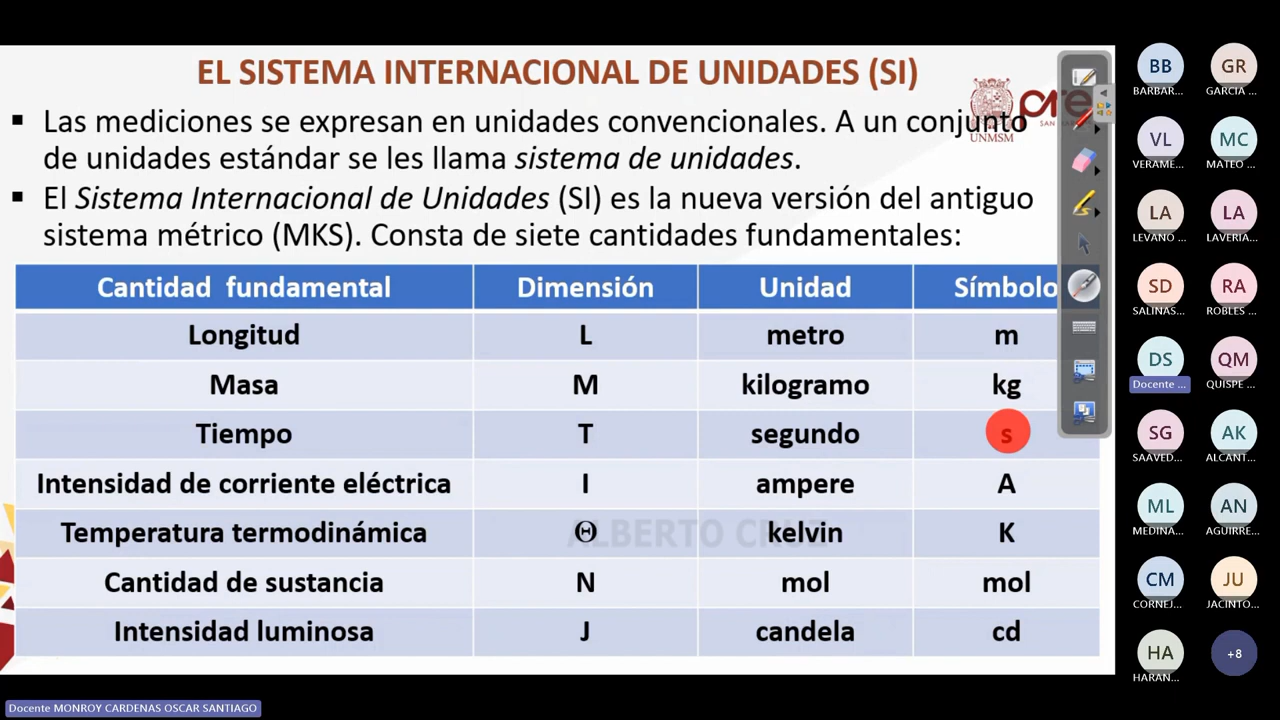 EL SISTEMA INTERNACIONAL DE UNIDADES (SI)
UNMSM
pre
▪ Las mediciones se expresan en unidades convencionales. A un conjunto
de unidades estándar se les llama sistema de unidades.
▪ El Sistema Internacional de Unidades (SI) es la nueva versión del antiguo
sistema métrico (MKS). Consta de siete cantidades fundamentales:
Cantidad fundamental Dimensión Unidad Símbolo
Longitud L metro m
Masa M kilogramo kg
Tiempo T segundo s
Intensidad de corriente eléctrica I ampere A
Temperatura termodinámica Θ kelvin K
Cantidad de sustancia N mol mol
Intensidad luminosa J candela cd
ALBERTO CRUZ
BB GR
BARBAR... GARCIA ...
VL MC
VERAME... MATEO ...
LA LA
LEVANO ... LAVERIA...
SD RA
SALINAS... ROBLES ...
DS QM
Docente ... QUISPE ...
SG AK
SAAVED... ALCANT...
ML AN
MEDINA... AGUIRRE...
CM JU
CORNEJ... JACINTO...
HA +8
HARAN...
Docente MONROY CARDENAS OSCAR SANTIAGO